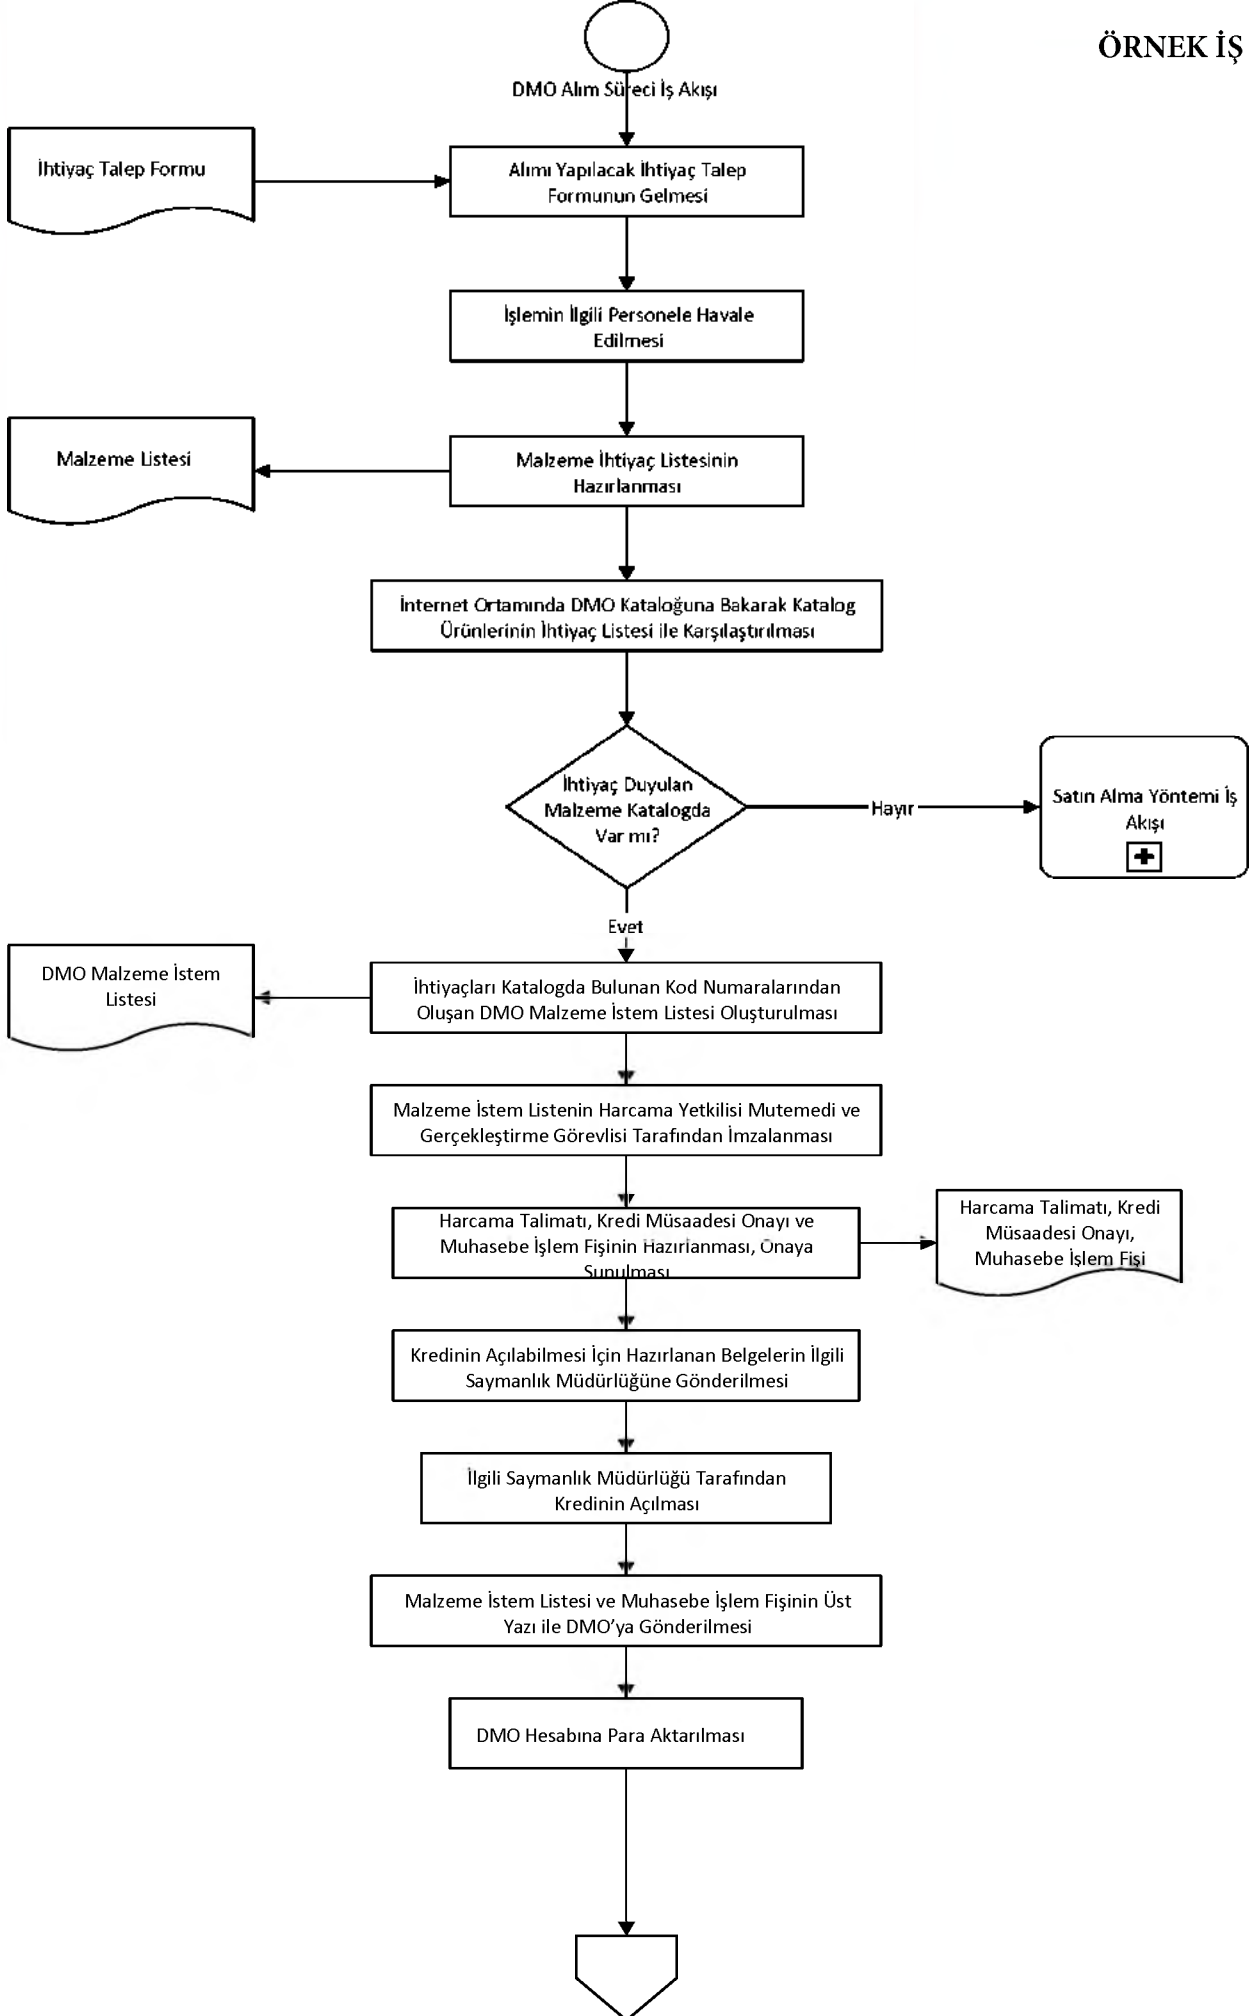 ÖRNEK İŞ
DMO Alım Süreci İş Akışı
İhtiyaç Talep Formu
Alımı Yapılacak İhtiyaç Talep
Formunun Gelmesi
İşlemin İlgili Personele Havale
Edilmesi
Malzeme Listesi
Malzeme İhtiyaç Listesinin
Hazırlanması
İnternet Ortamında DMO Kataloğuna Bakarak Katalog
Ürünlerinin İhtiyaç Listesi ile Karşılaştırılması
İhtiyaç Duyulan
Malzeme Katalogda
Var mı?
Hayır
Satın Alma Yöntemi İş
Akışı
Evet
DMO Malzeme İstem
Listesi
İhtiyaçları Katalogda Bulunan Kod Numaralarından
Oluşan DMO Malzeme İstem Listesi Oluşturulması
Malzeme İstem Listenin Harcama Yetkilisi Mutemedi ve
Gerçekleştirme Görevlisi Tarafından İmzalanması
Harcama Talimatı, Kredi Müsaadesi Onayı ve
Muhasebe İşlem Fişinin Hazırlanması, Onaya
Sunulması
Harcama Talimatı, Kredi
Müsaadesi Onayı,
Muhasebe İşlem Fişi
Kredinin Açılabilmesi İçin Hazırlanan Belgelerin İlgili
Saymanlık Müdürlüğüne Gönderilmesi
İlgili Saymanlık Müdürlüğü Tarafından
Kredinin Açılması
Malzeme İstem Listesi ve Muhasebe İşlem Fişinin Üst
Yazı ile DMO’ya Gönderilmesi
DMO Hesabına Para Aktarılması